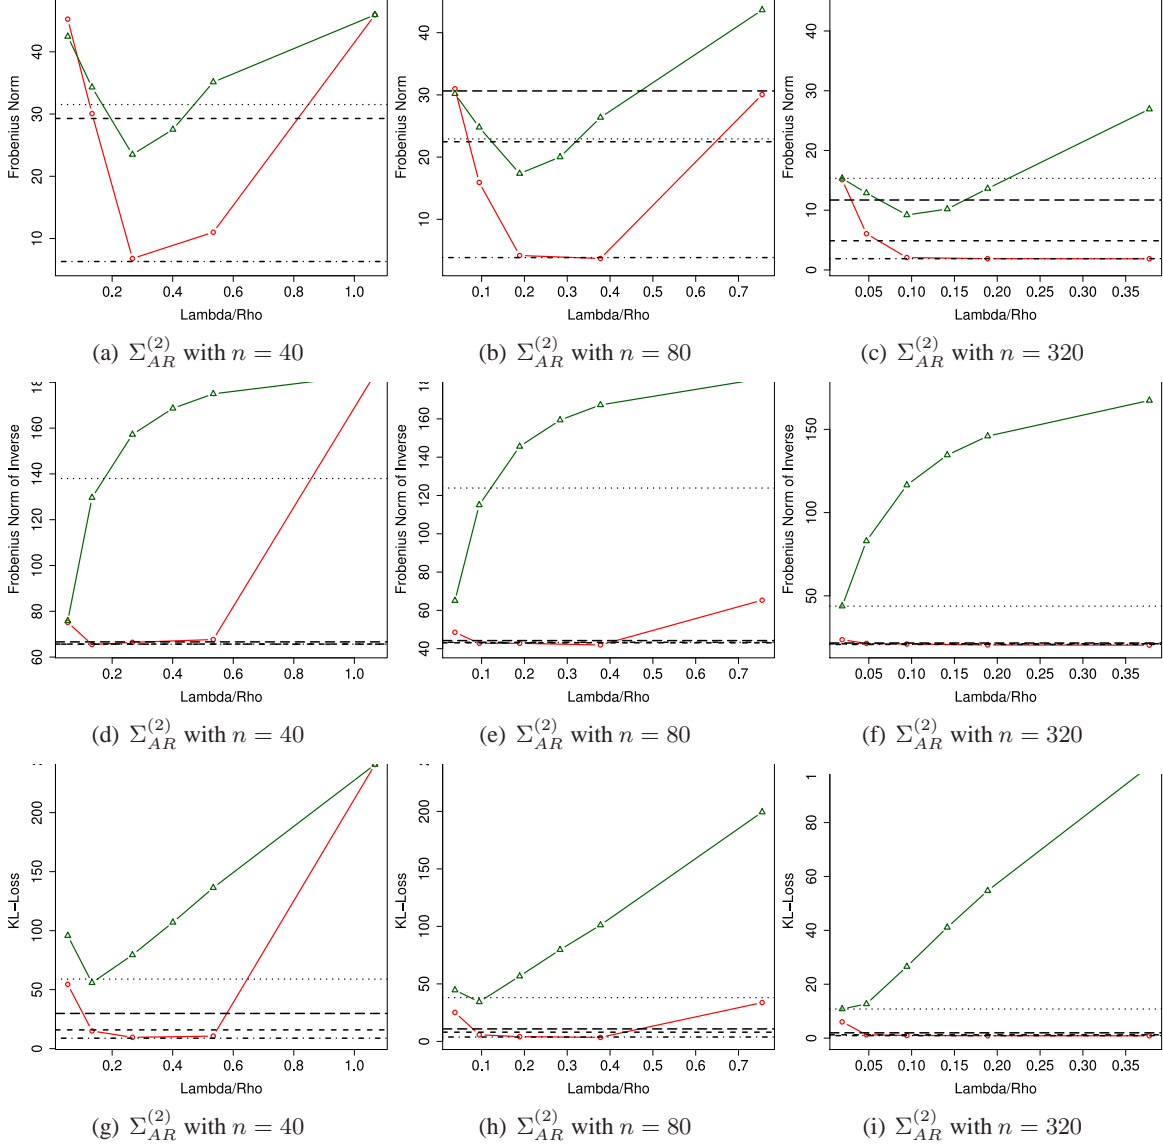 Frobenius Norm
10 20 30 40
0.2 0.4 0.6 0.8 1.0
Lambda/Rho
Frobenius Norm
10 20 30 40
0.1 0.2 0.3 0.4 0.5 0.6 0.7
Lambda/Rho
Frobenius Norm
0 10 20 30 40
0.05 0.10 0.15 0.20 0.25 0.30 0.35
Lambda/Rho
(a) Σ_{AR}^{(2)} with n = 40
(b) Σ_{AR}^{(2)} with n = 80
(c) Σ_{AR}^{(2)} with n = 320
Frobenius Norm of Inverse
60 80 100 120 140 160
0.2 0.4 0.6 0.8 1.0
Lambda/Rho
Frobenius Norm of Inverse
40 60 80 100 120 140 160
0.1 0.2 0.3 0.4 0.5 0.6 0.7
Lambda/Rho
Frobenius Norm of Inverse
50 100 150
0.05 0.10 0.15 0.20 0.25 0.30 0.35
Lambda/Rho
(d) Σ_{AR}^{(2)} with n = 40
(e) Σ_{AR}^{(2)} with n = 80
(f) Σ_{AR}^{(2)} with n = 320
KL−Loss
0 50 100 150 200
0.2 0.4 0.6 0.8 1.0
Lambda/Rho
KL−Loss
0 50 100 150 200
0.1 0.2 0.3 0.4 0.5 0.6 0.7
Lambda/Rho
KL−Loss
0 20 40 60 80
0.05 0.10 0.15 0.20 0.25 0.30 0.35
Lambda/Rho
(g) Σ_{AR}^{(2)} with n = 40
(h) Σ_{AR}^{(2)} with n = 80
(i) Σ_{AR}^{(2)} with n = 320